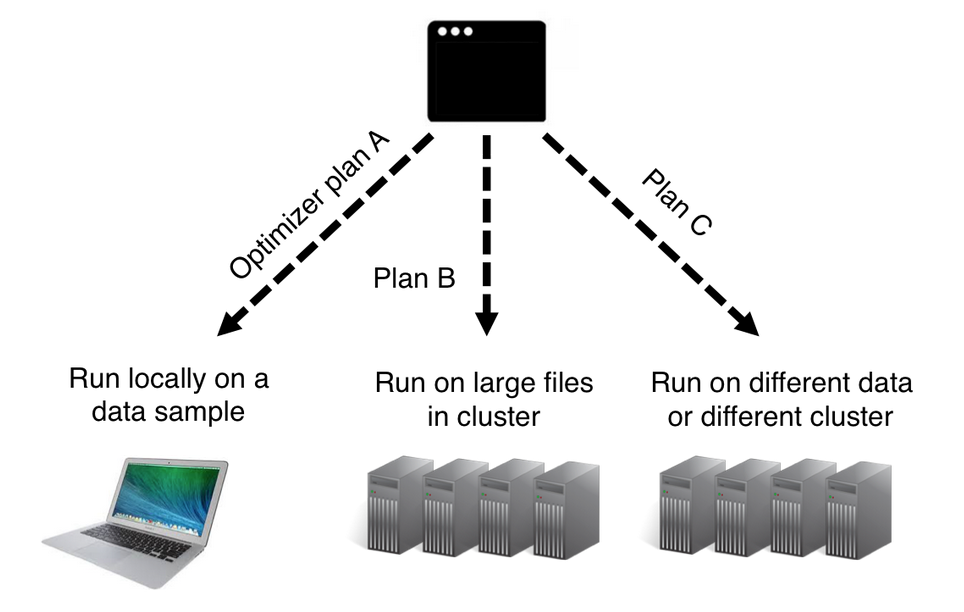 Optimizer plan A
Plan B
Plan C
Run locally on a
data sample
Run on large files
in cluster
Run on different data
or different cluster